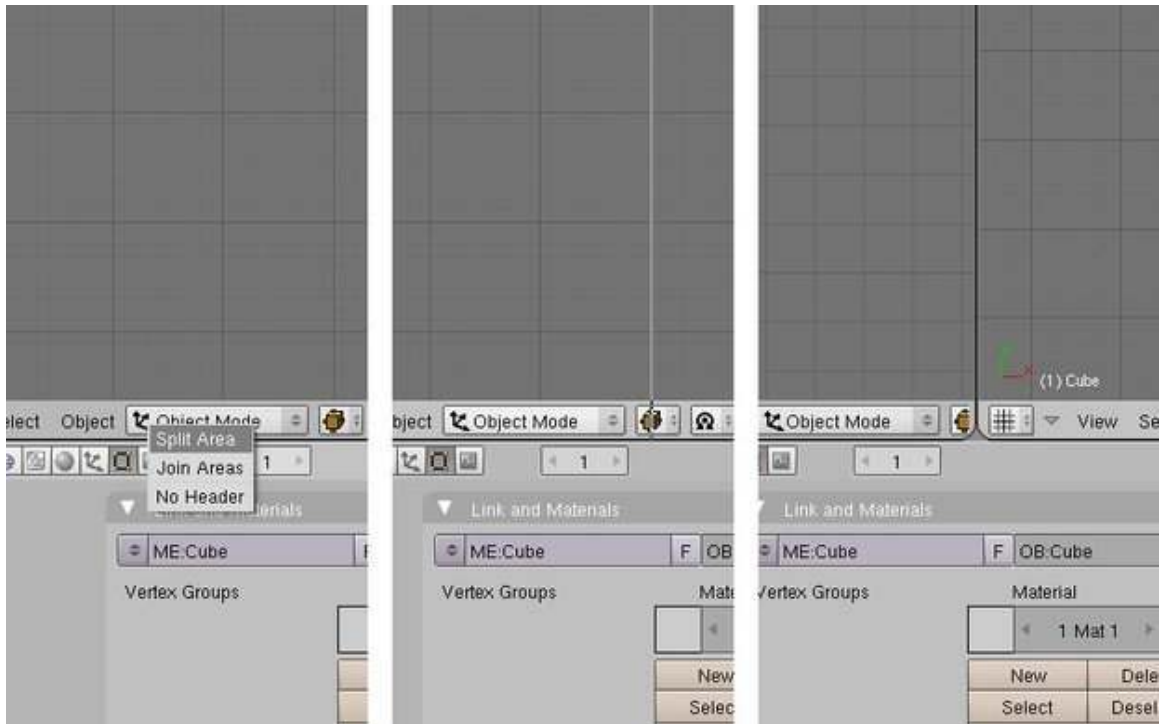 elect Object Object Mode
Split Area
Join Areas
No Header
1
ME:Cube
Vertex Groups
bject Object Mode
1
Link and Materials
ME:Cube F OB
Vertex Groups Mate
New
Selec
(1) Cube
Object Mode View Se
1
Link and Materials
ME:Cube F OB:Cube
Vertex Groups Material
1 Mat 1
New Dele
Select Desel